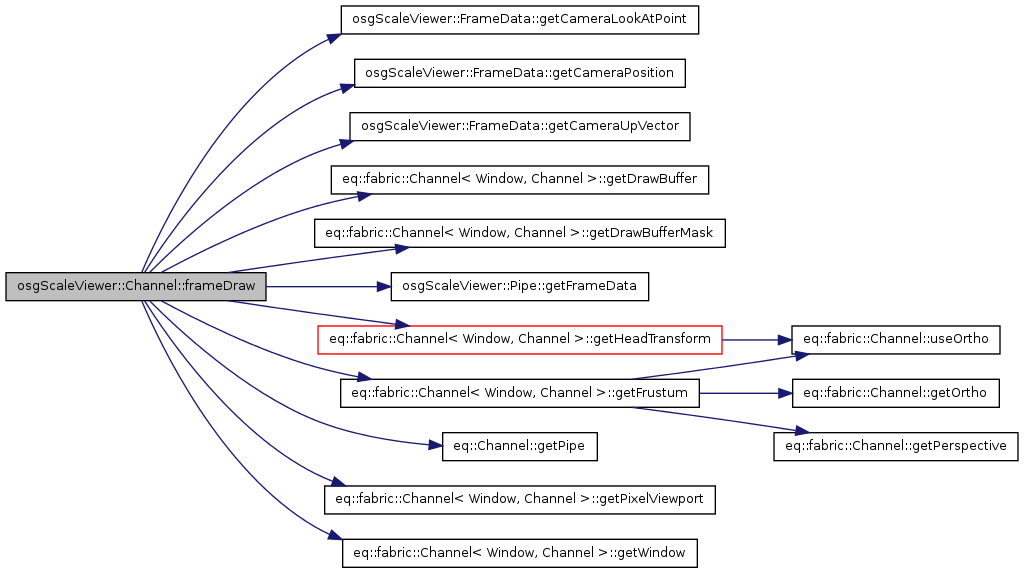 osgScaleViewer::FrameData::getCameraLookAtPoint
osgScaleViewer::FrameData::getCameraPosition
osgScaleViewer::FrameData::getCameraUpVector
eq::fabric::Channel< Window, Channel >::getDrawBuffer
eq::fabric::Channel< Window, Channel >::getDrawBufferMask
osgScaleViewer::Channel::frameDraw
osgScaleViewer::Pipe::getFrameData
eq::fabric::Channel< Window, Channel >::getHeadTransform
eq::fabric::Channel::useOrtho
eq::fabric::Channel< Window, Channel >::getFrustum
eq::fabric::Channel::getOrtho
eq::Channel::getPipe
eq::fabric::Channel::getPerspective
eq::fabric::Channel< Window, Channel >::getPixelViewport
eq::fabric::Channel< Window, Channel >::getWindow